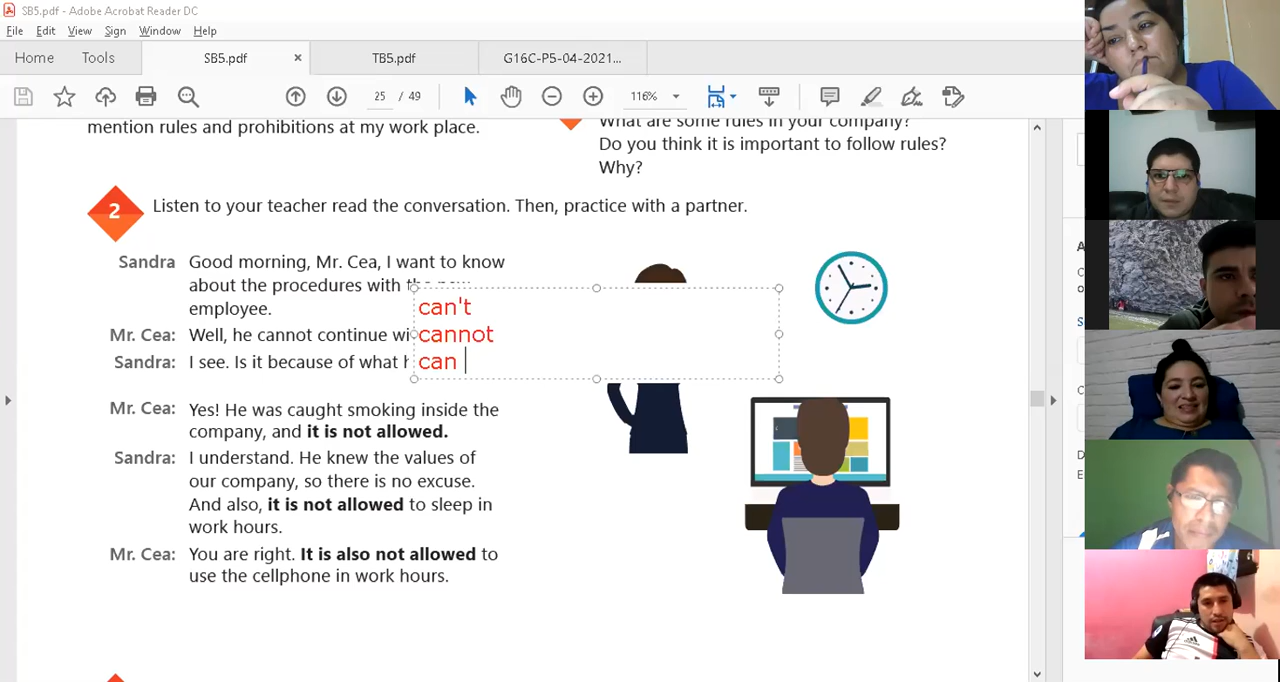 SB5.pdf - Adobe Acrobat Reader DC
File Edit View Sign Window Help
Home Tools SB5.pdf × TB5.pdf G16C-P5-04-2021...
25 / 49 116%
mention rules and prohibitions at my work place.
What are some rules in your company?
Do you think it is important to follow rules?
Why?
2 Listen to your teacher read the conversation. Then, practice with a partner.
Sandra Good morning, Mr. Cea, I want to know
about the procedures with the new
employee.
Mr. Cea: Well, he cannot continue wi
Sandra: I see. Is it because of what h
can't
cannot
can
Mr. Cea: Yes! He was caught smoking inside the
company, and it is not allowed.
Sandra: I understand. He knew the values of
our company, so there is no excuse.
And also, it is not allowed to sleep in
work hours.
Mr. Cea: You are right. It is also not allowed to
use the cellphone in work hours.